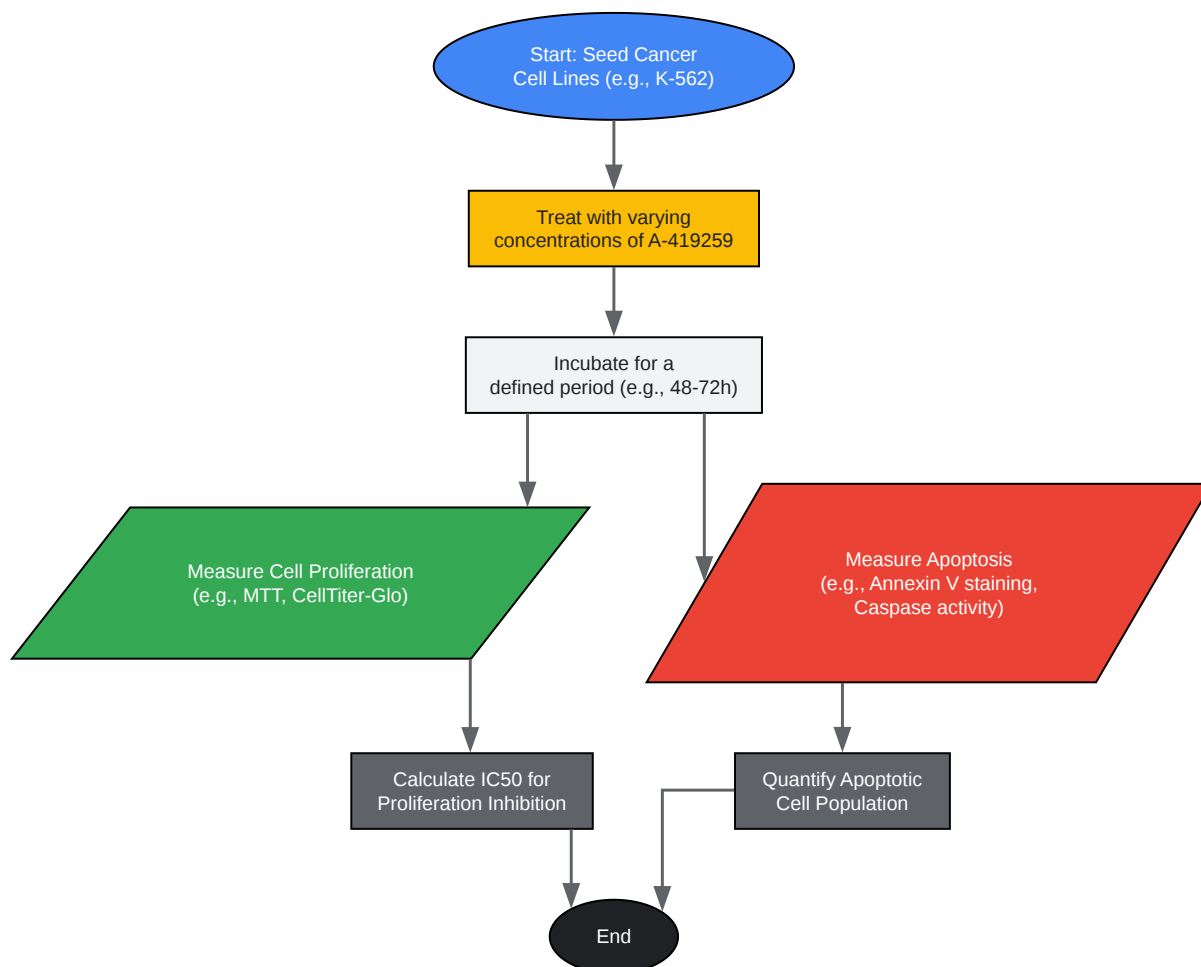 Start: Seed Cancer
Cell Lines (e.g., K-562)
Treat with varying
concentrations of A-419259
Incubate for a
defined period (e.g., 48-72h)
Measure Cell Proliferation
(e.g., MTT, CellTiter-Glo)
Measure Apoptosis
(e.g., Annexin V staining,
Caspase activity)
Calculate IC50 for
Proliferation Inhibition
Quantify Apoptotic
Cell Population
End